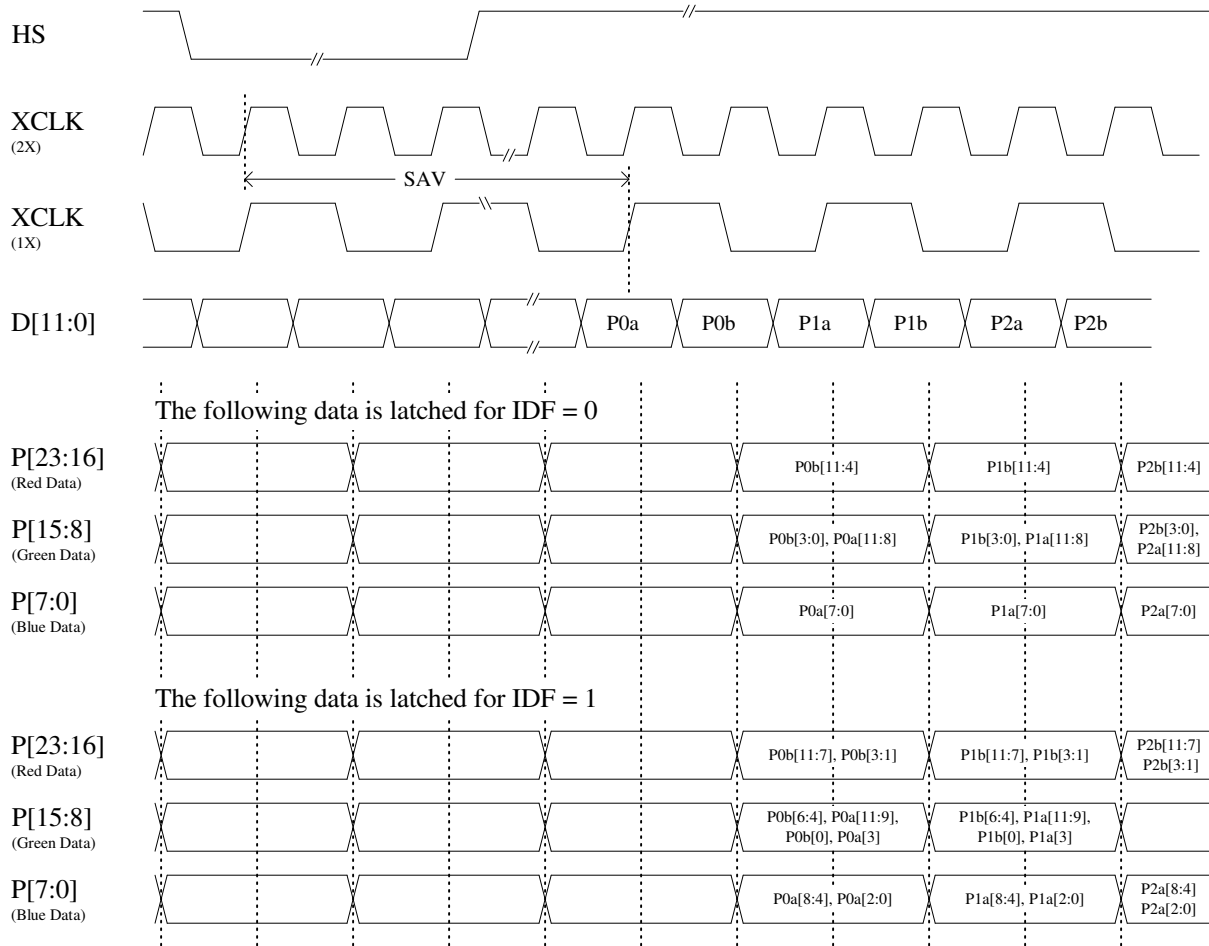 HS
XCLK
(2X)
SAV
XCLK
(1X)
D[11:0]
P0a
P0b
P1a
P1b
P2a
P2b
The following data is latched for IDF = 0
P[23:16]
(Red Data)
P0b[11:4]
P1b[11:4]
P2b[11:4]
P[15:8]
(Green Data)
P0b[3:0], P0a[11:8]
P1b[3:0], P1a[11:8]
P2b[3:0],
P2a[11:8]
P[7:0]
(Blue Data)
P0a[7:0]
P1a[7:0]
P2a[7:0]
The following data is latched for IDF = 1
P[23:16]
(Red Data)
P0b[11:7], P0b[3:1]
P1b[11:7], P1b[3:1]
P2b[11:7]
P2b[3:1]
P[15:8]
(Green Data)
P0b[6:4], P0a[11:9],
P0b[0], P0a[3]
P1b[6:4], P1a[11:9],
P1b[0], P1a[3]
P[7:0]
(Blue Data)
P0a[8:4], P0a[2:0]
P1a[8:4], P1a[2:0]
P2a[8:4]
P2a[2:0]